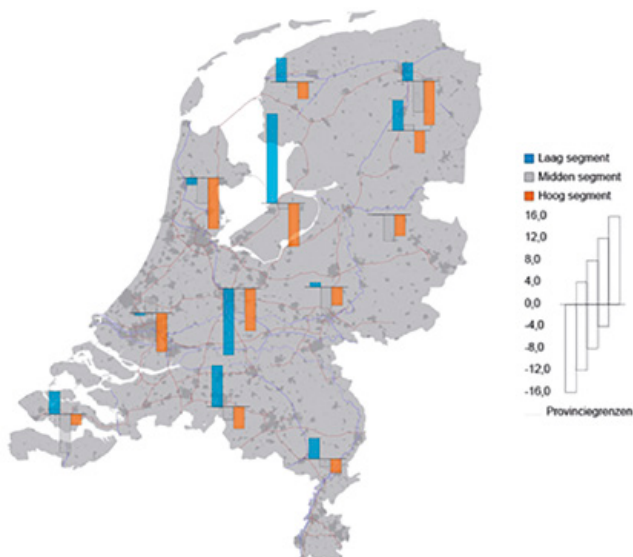 Laag segment
Midden segment
Hoog segment
16,0
12,0
8,0
4,0
0,0
-4,0
-8,0
-12,0
-16,0
Provinciegrenzen